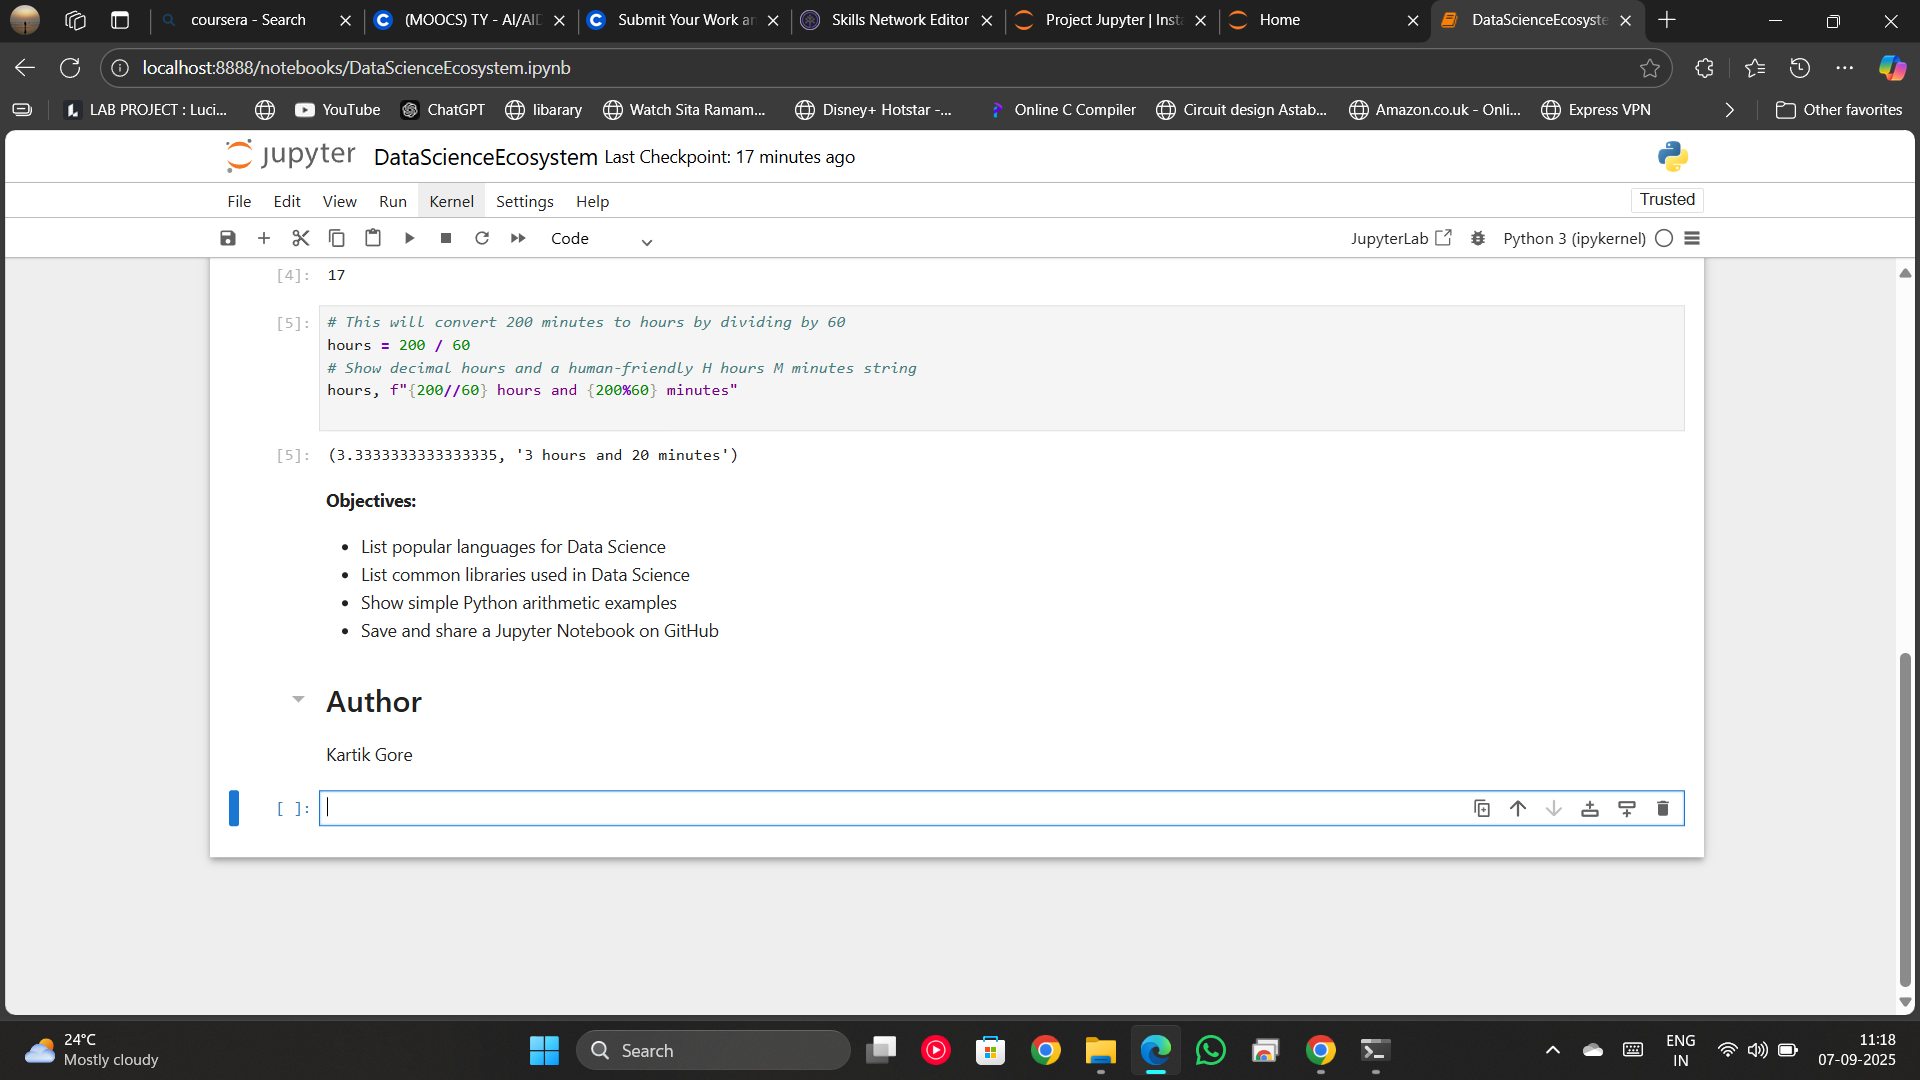 coursera - Search
(MOOCS) TY - AI/AID
Submit Your Work ar
Skills Network Editor
Project Jupyter | Insta
Home
DataScienceEcosyste
localhost:8888/notebooks/DataScienceEcosystem.ipynb
LAB PROJECT : Luci...
YouTube
ChatGPT
libarary
Watch Sita Ramam...
Disney+ Hotstar -...
Online C Compiler
Circuit design Astab...
Amazon.co.uk - Onli...
Express VPN
Other favorites
jupyter DataScienceEcosystem Last Checkpoint: 17 minutes ago
File Edit View Run Kernel Settings Help
Trusted
Code
JupyterLab
Python 3 (ipykernel)
[4]: 17
[5]: # This will convert 200 minutes to hours by dividing by 60
hours = 200 / 60
# Show decimal hours and a human-friendly H hours M minutes string
hours, f"{200//60} hours and {200%60} minutes"
[5]: (3.3333333333333335, '3 hours and 20 minutes')
Objectives:
• List popular languages for Data Science
• List common libraries used in Data Science
• Show simple Python arithmetic examples
• Save and share a Jupyter Notebook on GitHub
Author
Kartik Gore
[ ]:
24°C
Mostly cloudy
Search
ENG
IN
11:18
07-09-2025